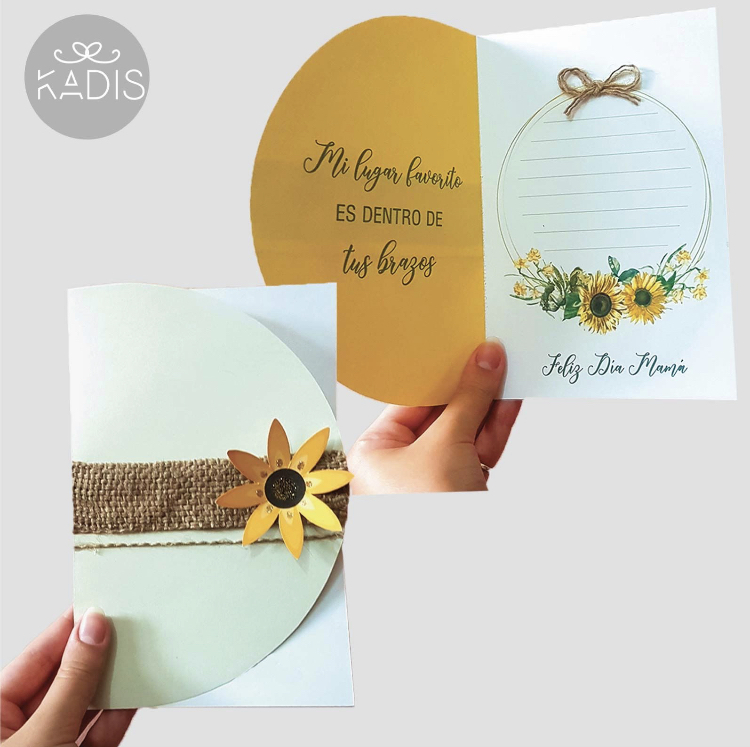 KADIS
Mi lugar favorito
ES DENTRO DE
tus brazos
Feliz Día Mamá